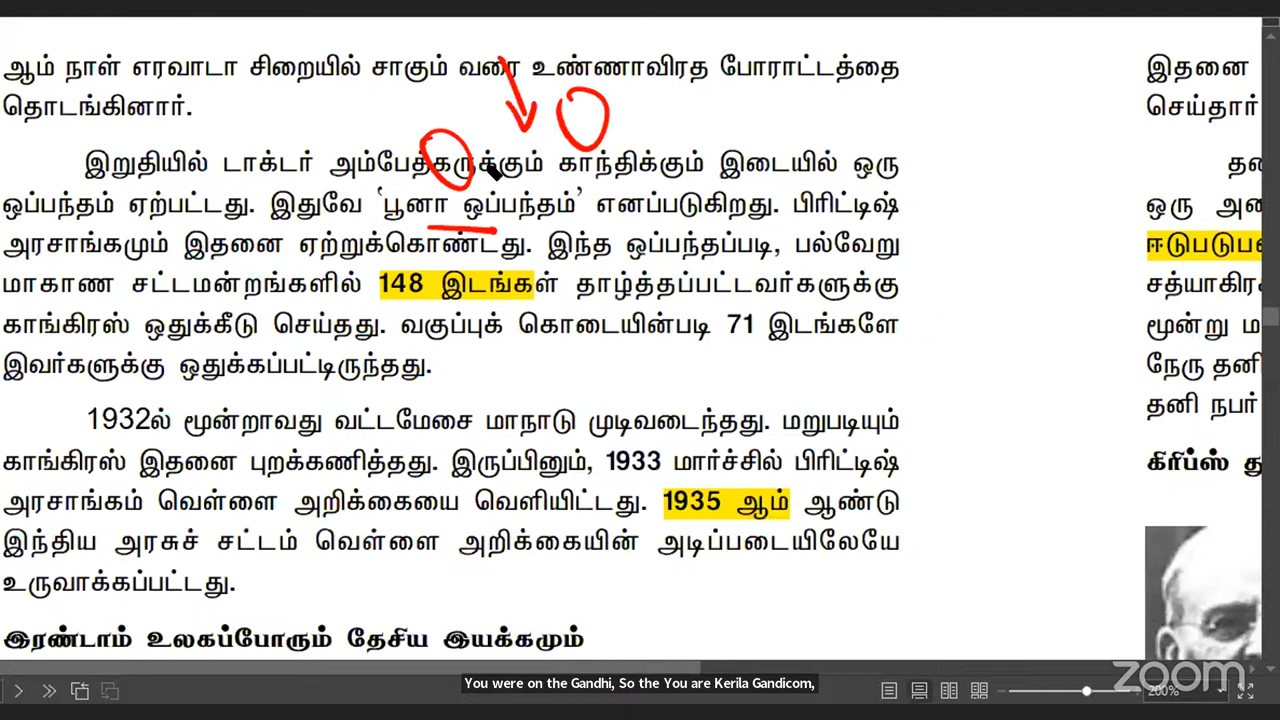 ஆம் நாள் எரவாடா சிறையில் சாகும் வரை உண்ணாவிரத போராட்டத்தை
தொடங்கினார்.
இறுதியில் டாக்டர் அம்பேத்கருக்கும் காந்திக்கும் இடையில் ஒரு
ஒப்பந்தம் ஏற்பட்டது. இதுவே ‘பூனா ஒப்பந்தம்’ எனப்படுகிறது. பிரிட்டிஷ்
அரசாங்கமும் இதனை ஏற்றுக்கொண்டது. இந்த ஒப்பந்தப்படி, பல்வேறு
மாகாண சட்டமன்றங்களில் 148 இடங்கள் தாழ்த்தப்பட்டவர்களுக்கு
காங்கிரஸ் ஒதுக்கீடு செய்தது. வகுப்புக் கொடையின்படி 71 இடங்களே
இவர்களுக்கு ஒதுக்கப்பட்டிருந்தது.
1932ல் மூன்றாவது வட்டமேசை மாநாடு முடிவடைந்தது. மறுபடியும்
காங்கிரஸ் இதனை புறக்கணித்தது. இருப்பினும், 1933 மார்ச்சில் பிரிட்டிஷ்
அரசாங்கம் வெள்ளை அறிக்கையை வெளியிட்டது. 1935 ஆம் ஆண்டு
இந்திய அரசுச் சட்டம் வெள்ளை அறிக்கையின் அடிப்படையிலேயே
உருவாக்கப்பட்டது.
இரண்டாம் உலகப்போரும் தேசிய இயக்கமும்
இதனை
செய்தார்
ஒரு
மூன்று
நேரு தனி
தனி நபர்
கிரிப்ஸ்
zoom
You were on the Gandhi, So the You are Kerila Gandicom,
200%